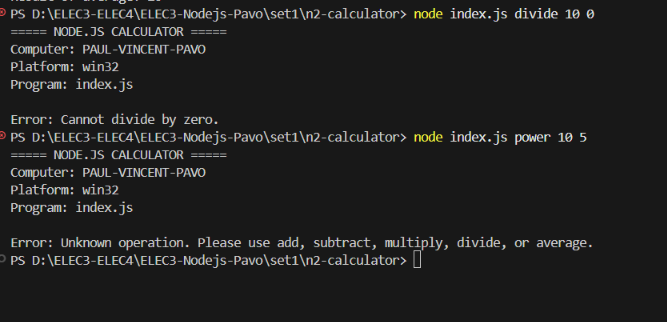 PS D:\ELEC3-ELEC4\ELEC3-Nodejs-Pavo\set1\n2-calculator> node index.js divide 10 0
===== NODE.JS CALCULATOR =====
Computer: PAUL-VINCENT-PAVO
Platform: win32
Program: index.js
Error: Cannot divide by zero.
PS D:\ELEC3-ELEC4\ELEC3-Nodejs-Pavo\set1\n2-calculator> node index.js power 10 5
===== NODE.JS CALCULATOR =====
Computer: PAUL-VINCENT-PAVO
Platform: win32
Program: index.js
Error: Unknown operation. Please use add, subtract, multiply, divide, or average.
PS D:\ELEC3-ELEC4\ELEC3-Nodejs-Pavo\set1\n2-calculator>